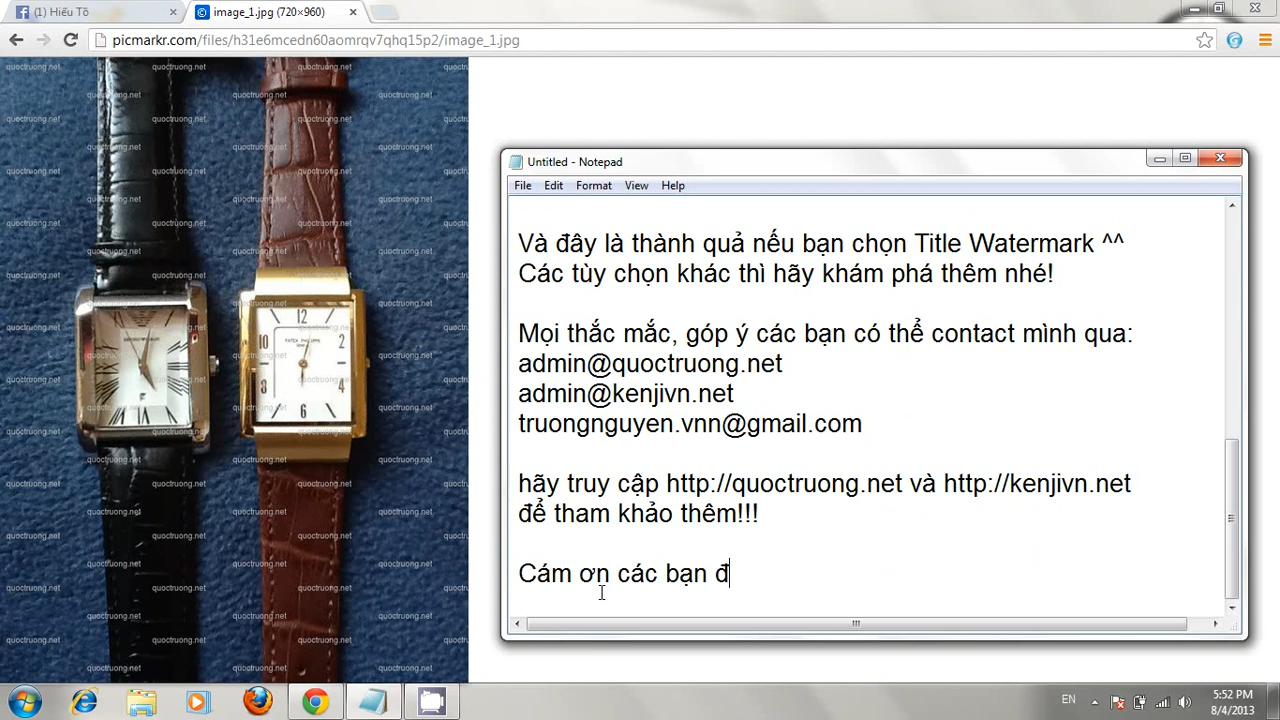 (1) Hiếu Tồ
image_1.jpg (720×960)
picmarkr.com/files/h31e6mcedn60aomrqv7qhq15p2/image_1.jpg
quoctruong.net
Untitled - Notepad
File Edit Format View Help
Và đây là thành quả nếu bạn chọn Title Watermark ^^
Các tùy chọn khác thì hãy khám phá thêm nhé!
Mọi thắc mắc, góp ý các bạn có thể contact mình qua:
admin@quoctruong.net
admin@kenjivn.net
truongnguyen.vnn@gmail.com
hãy truy cập http://quoctruong.net và http://kenjivn.net
để tham khảo thêm!!!
Cám ơn các bạn đ
EN
5:52 PM
8/4/2013